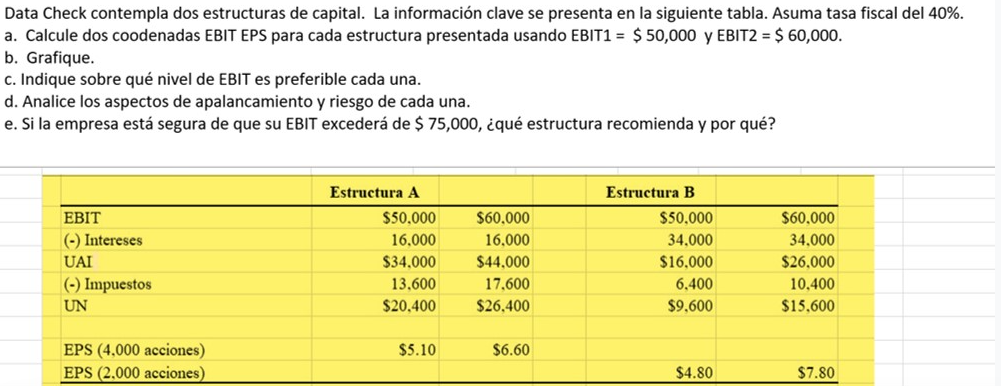 Data Check contempla dos estructuras de capital. La información clave se presenta en la siguiente tabla. Asuma tasa fiscal del 40%.
a. Calcule dos coodenadas EBIT EPS para cada estructura presentada usando EBIT1 = $ 50,000 y EBIT2 = $ 60,000.
b. Grafique.
c. Indique sobre qué nivel de EBIT es preferible cada una.
d. Analice los aspectos de apalancamiento y riesgo de cada una.
e. Si la empresa está segura de que su EBIT excederá de $ 75,000, ¿qué estructura recomienda y por qué?
Estructura A Estructura B
EBIT $50,000 $60,000 $50,000 $60,000
(-) Intereses 16,000 16,000 34,000 34,000
UAI $34,000 $44,000 $16,000 $26,000
(-) Impuestos 13,600 17,600 6,400 10,400
UN $20,400 $26,400 $9,600 $15,600
EPS (4,000 acciones) $5.10 $6.60
EPS (2,000 acciones) $4.80 $7.80